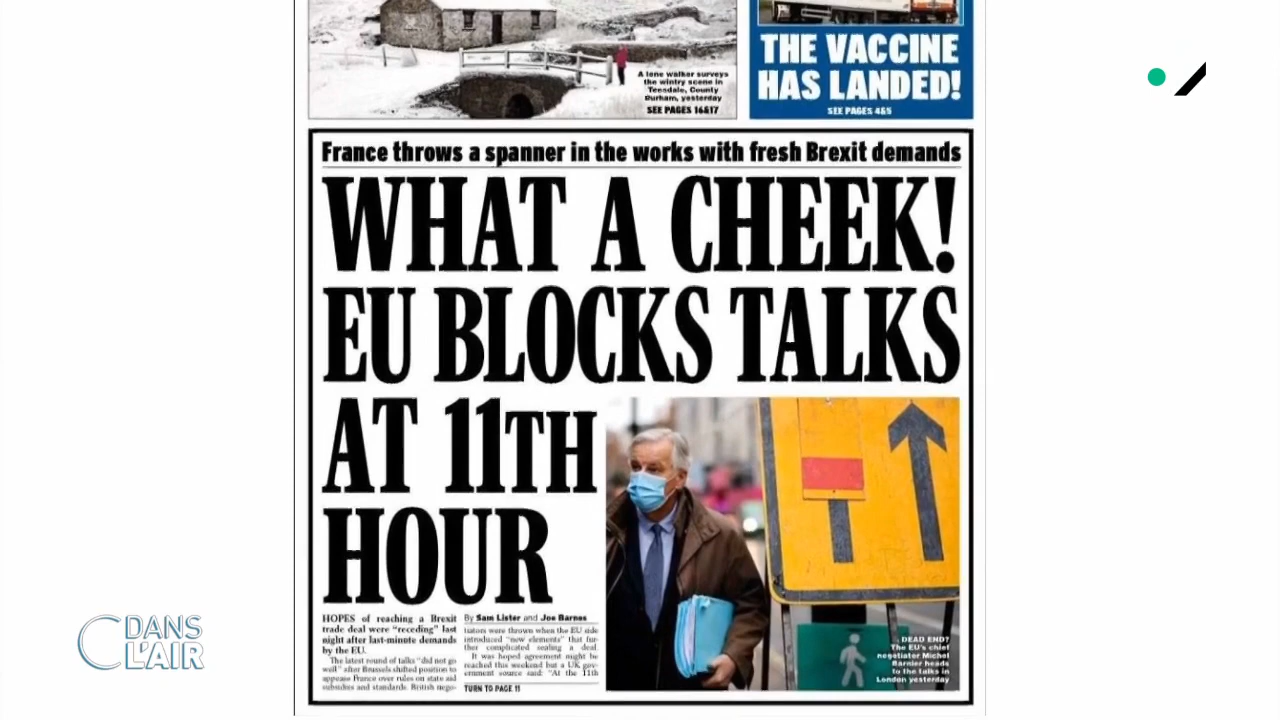 A lone walker surveys
the wintry scene in
Teesdale, County
Durham, yesterday
SEE PAGES 16&17
THE VACCINE
HAS LANDED!
SEE PAGES 4&5
France throws a spanner in the works with fresh Brexit demands
WHAT A CHEEK!
EU BLOCKS TALKS
AT 11TH
HOUR
HOPES of reaching a Brexit
trade deal were “receding” last
night after last-minute demands
by the EU.
The latest round of talks “did not go
well” after Brussels shifted position to
appease France over rules on state aid
subsidies and standards. British nego-
By Sam Lister and Joe Barnes
tiators were thrown when the EU side
introduced “new elements” that fur-
ther complicated sealing a deal.
It was hoped agreement might be
reached this weekend but a UK gov-
ernment source said: “At the 11th
TURN TO PAGE 11
DEAD END?
The EU's chief
negotiator Michel
Barnier heads
to the talks in
London yesterday
C DANS
L'AIR